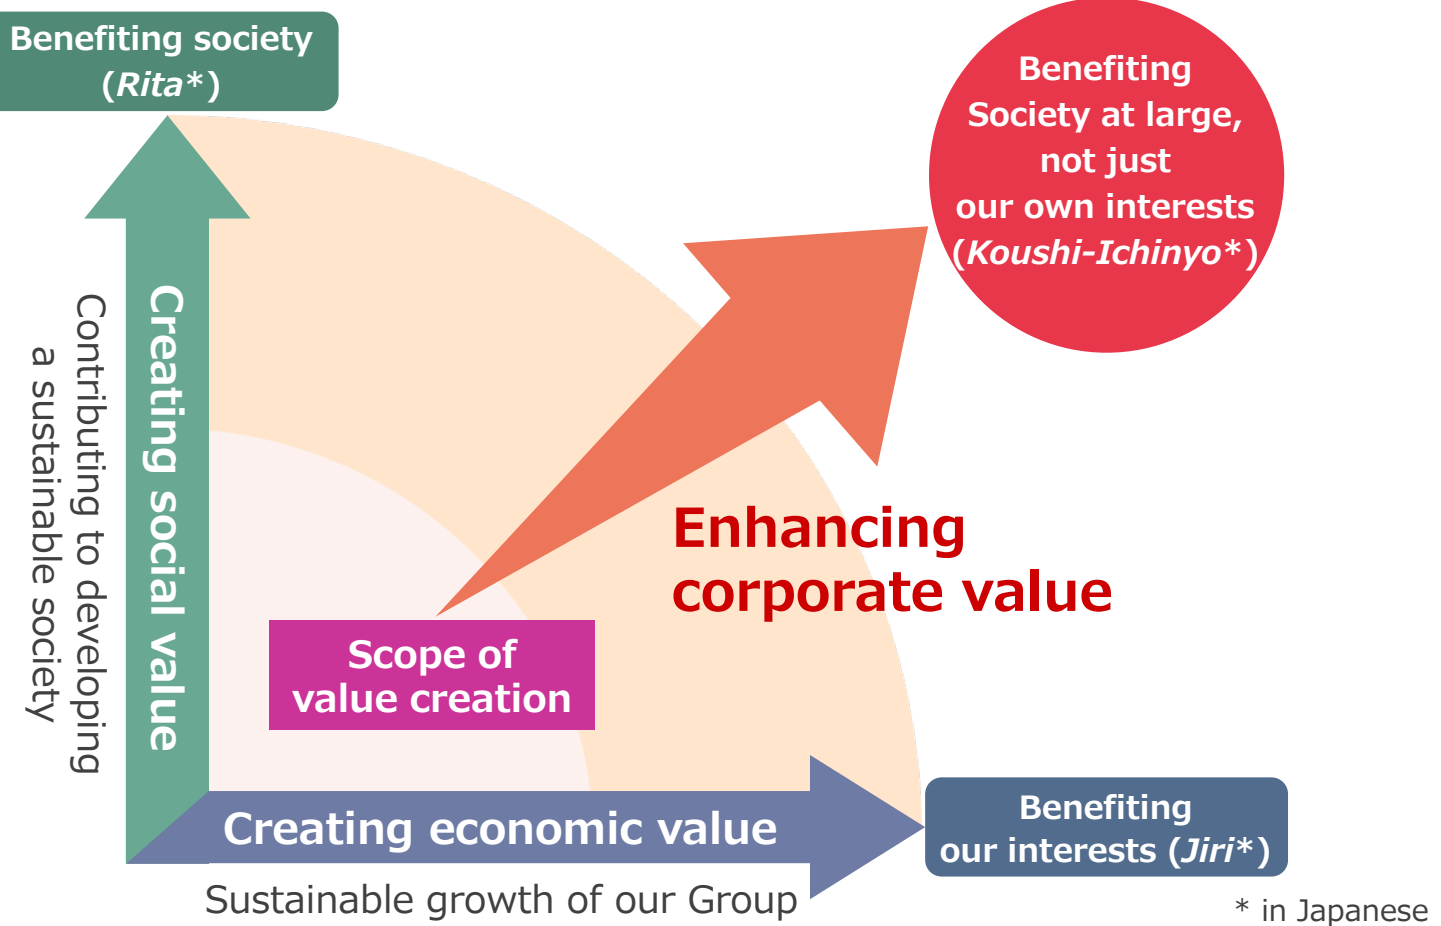 Benefiting society
(Rita*)
Benefiting
Society at large,
not just
our own interests
(Koushi-Ichinyo*)
Creating social value
Contributing to developing
a sustainable society
Enhancing
corporate value
Scope of
value creation
Creating economic value
Sustainable growth of our Group
Benefiting
our interests (Jiri*)
* in Japanese